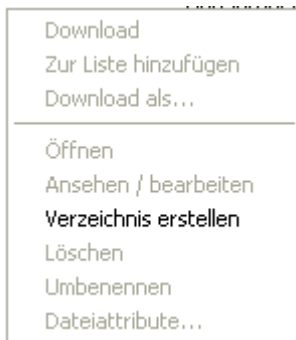 Download
Zur Liste hinzufügen
Download als...
Öffnen
Ansehen / bearbeiten
Verzeichnis erstellen
Löschen
Umbenennen
Dateiattribute...